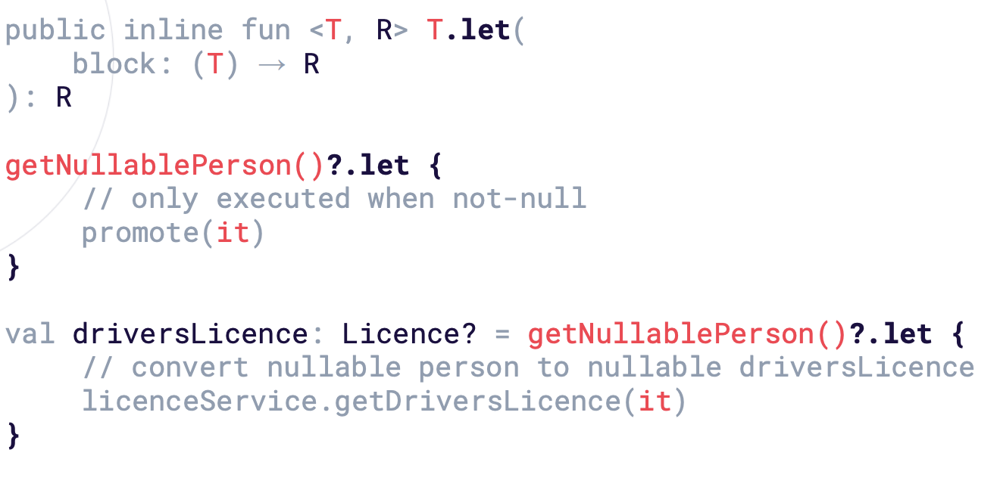 public inline fun <T, R> T.let(
    block: (T) → R
): R

getNullablePerson()?.let {
    // only executed when not-null
    promote(it)
}

val driversLicence: Licence? = getNullablePerson()?.let {
    // convert nullable person to nullable driversLicence
    licenceService.getDriversLicence(it)
}